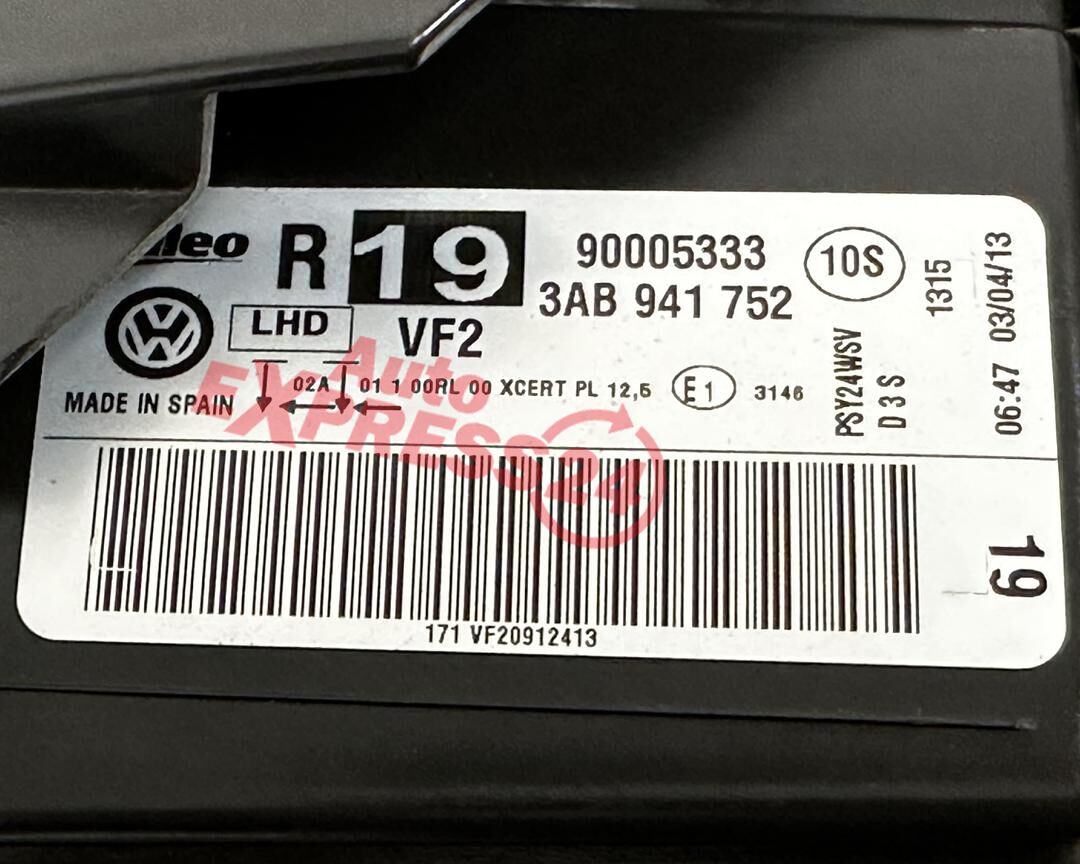 R 19
90005333
10S
3AB 941 752
LHD
VF2
02A 01 1 00RL 00 XCERT PL 12,5 E1 3146
MADE IN SPAIN
PSY24WSV
D3S
1315
06:47 03/04/13
Auto
EXPRESS24
19
171 VF20912413